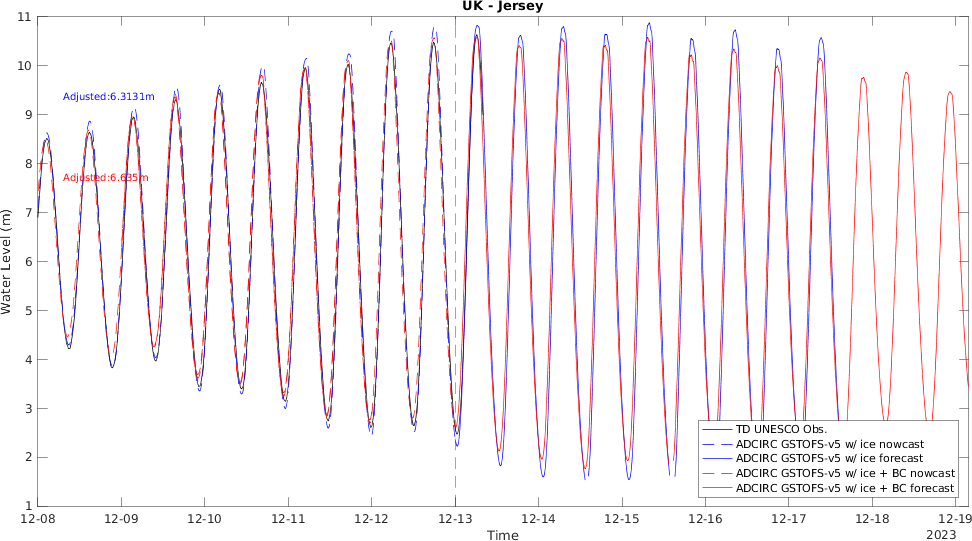 UK - Jersey
11
10
9
8
7
6
5
4
3
2
1
Water Level (m)
Adjusted:6.3131m
Adjusted:6.635m
TD UNESCO Obs.
ADCIRC GSTOFS-v5 w/ ice nowcast
ADCIRC GSTOFS-v5 w/ ice forecast
ADCIRC GSTOFS-v5 w/ ice + BC nowcast
ADCIRC GSTOFS-v5 w/ ice + BC forecast
12-08 12-09 12-10 12-11 12-12 12-13 12-14 12-15 12-16 12-17 12-18 12-19
Time
2023